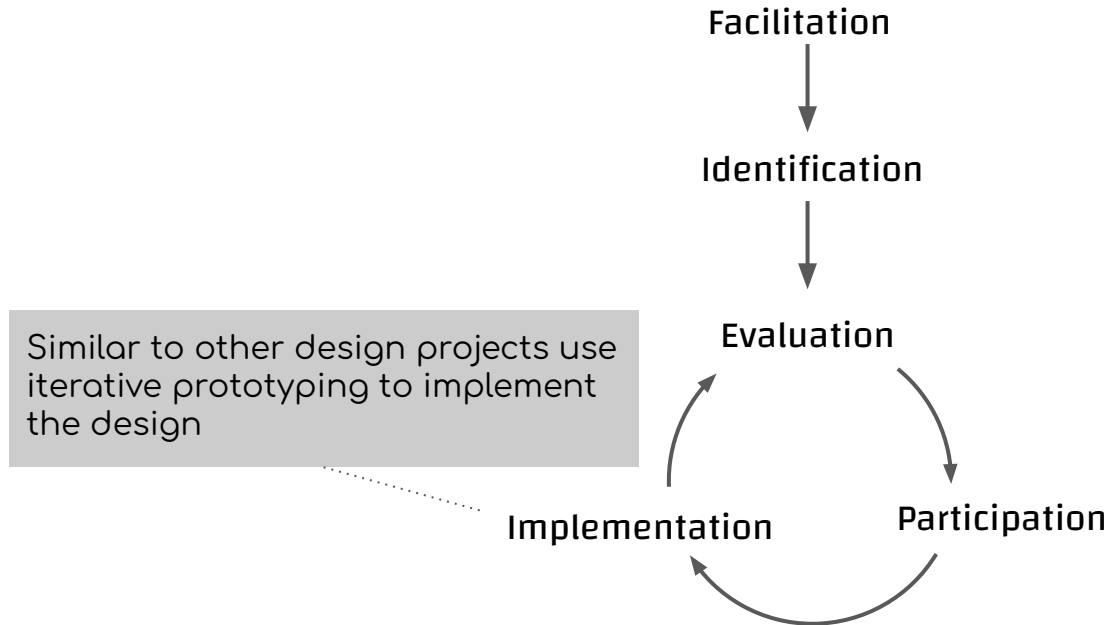 Facilitation
Identification
Evaluation
Similar to other design projects use
iterative prototyping to implement
the design
Implementation
Participation